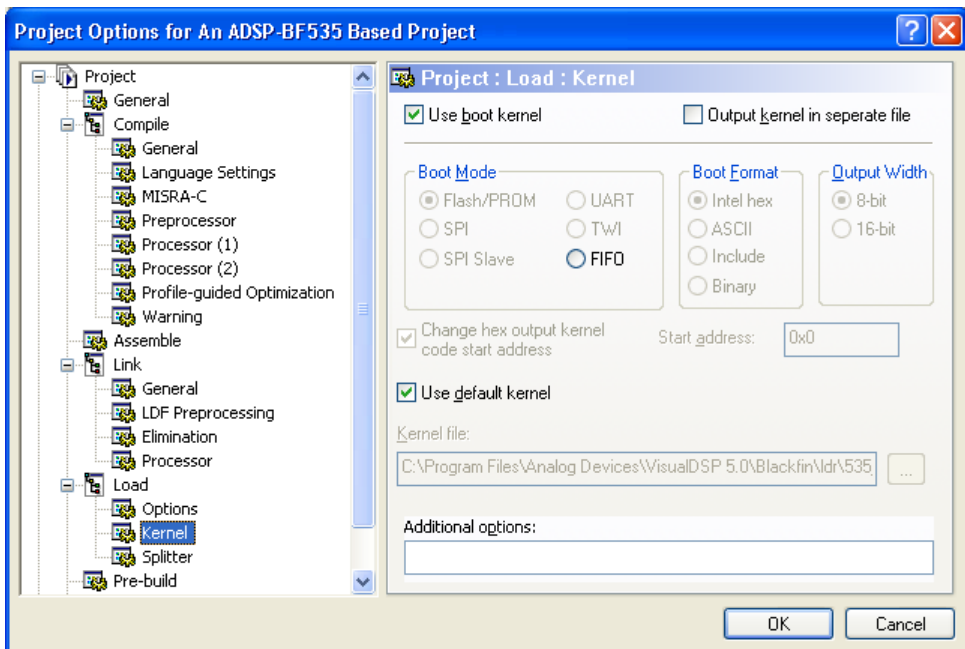 Project Options for An ADSP-BF535 Based Project
Project
General
Compile
General
Language Settings
MISRA-C
Preprocessor
Processor (1)
Processor (2)
Profile-guided Optimization
Warning
Assemble
Link
General
LDF Preprocessing
Elimination
Processor
Load
Options
Kernel
Splitter
Pre-build
Project : Load : Kernel
Use boot kernel
Output kernel in seperate file
Boot Mode
Flash/PROM
UART
SPI
TWI
SPI Slave
FIFO
Boot Format
Intel hex
ASCII
Include
Binary
Output Width
8-bit
16-bit
Change hex output kernel
code start address
Start address:
0x0
Use default kernel
Kernel file:
C:\Program Files\Analog Devices\VisualDSP 5.0\Blackfin\ldr\535_
...
Additional options:
OK
Cancel